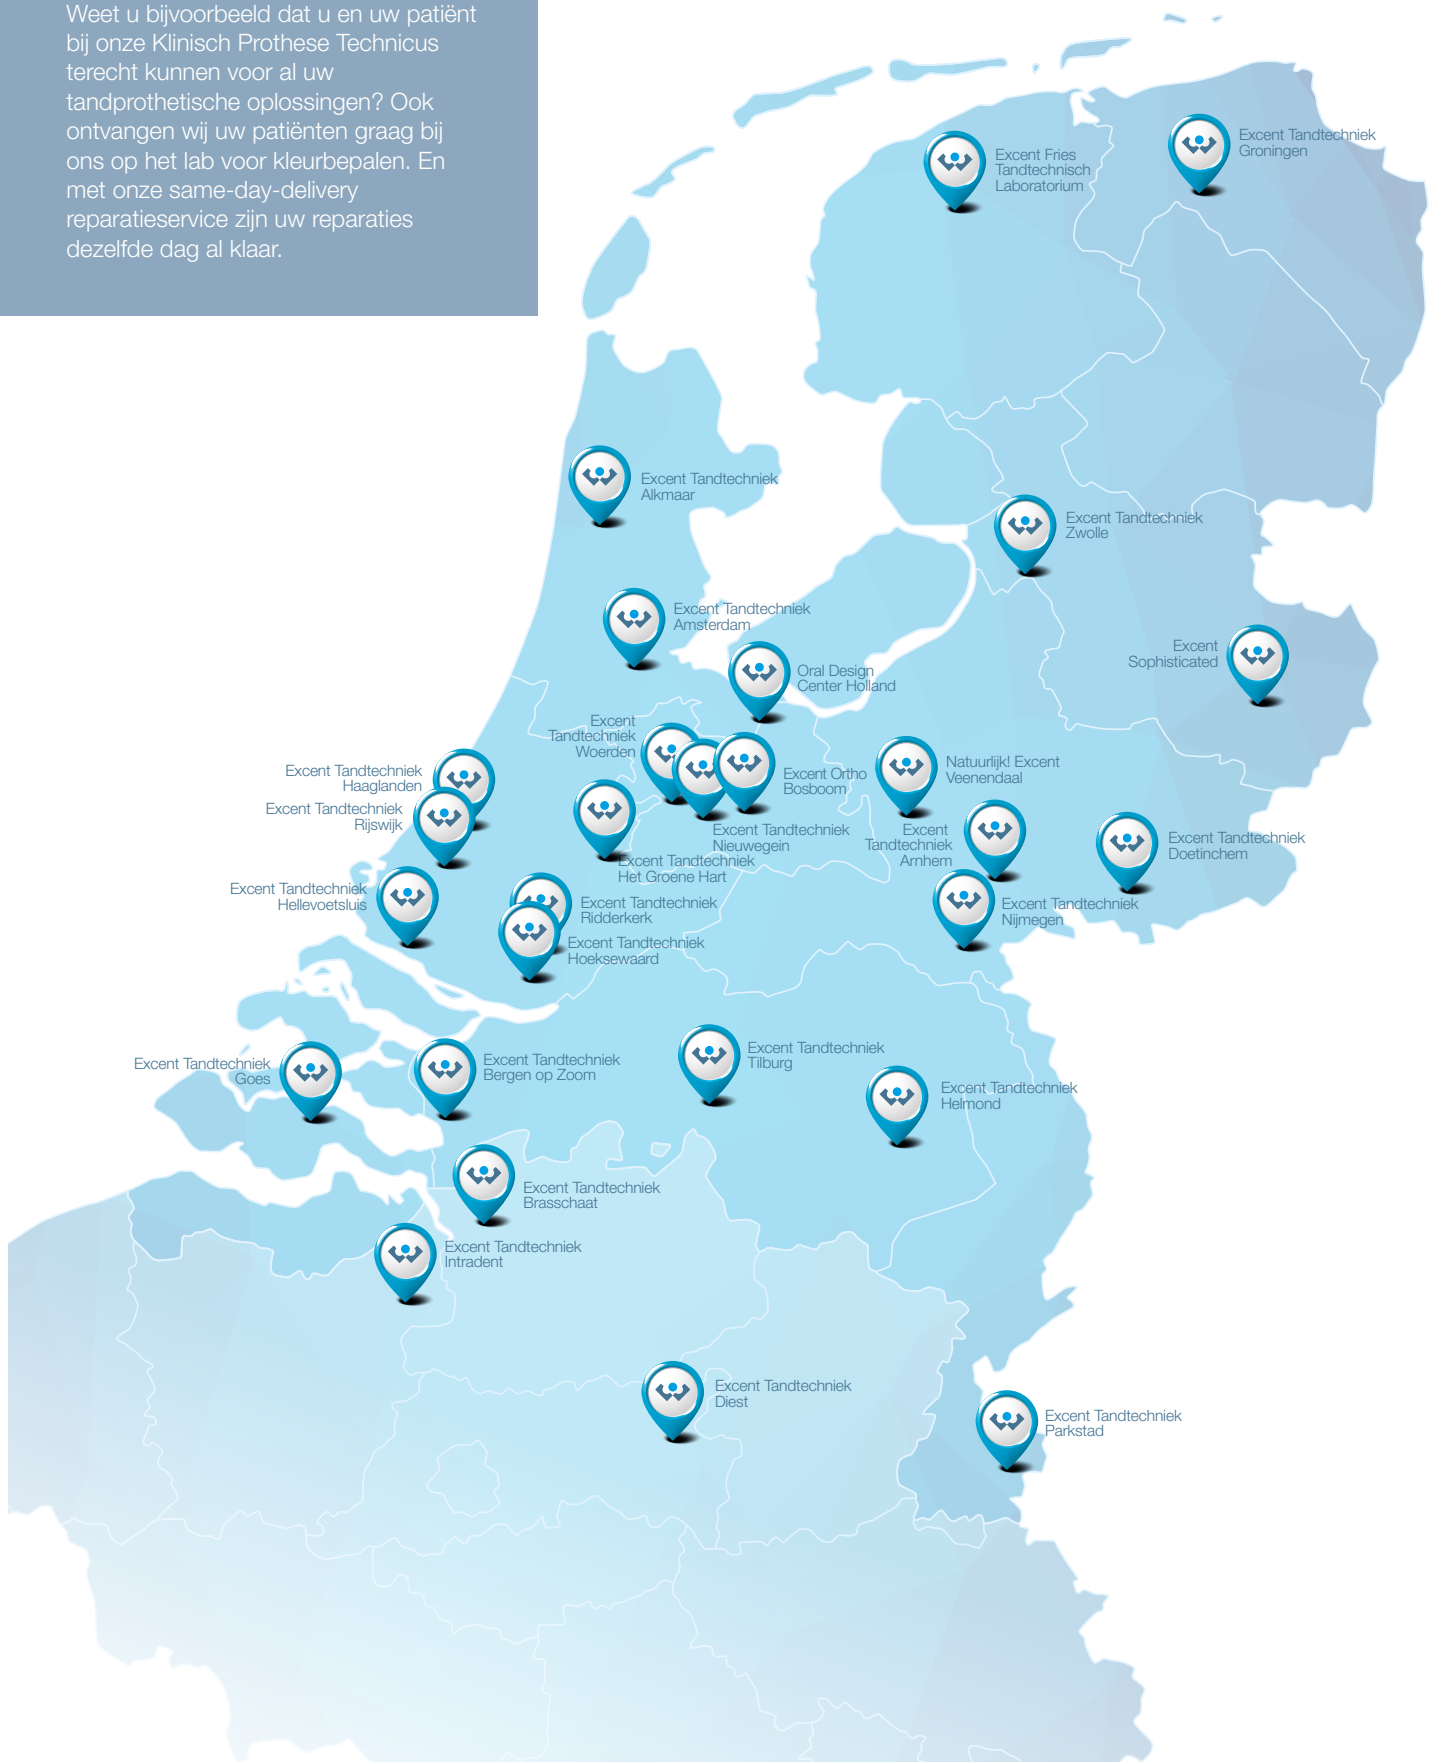 Weet u bijvoorbeeld dat u en uw patiënt
bij onze Klinisch Prothese Technicus
terecht kunnen voor al uw
tandprothetische oplossingen? Ook
ontvangen wij uw patiënten graag bij
ons op het lab voor kleurbepalen. En
met onze same-day-delivery
reparatieservice zijn uw reparaties
dezelfde dag al klaar.
Excent Tandtechniek
Groningen
Excent Fries
Tandtechnisch
Laboratorium
Excent Tandtechniek
Alkmaar
Excent Tandtechniek
Zwolle
Excent Tandtechniek
Amsterdam
Excent
Sophisticated
Oral Design
Center Holland
Excent
Tandtechniek
Woerden
Excent Tandtechniek
Haaglanden
Excent Ortho
Bosboom
Natuurlijk! Excent
Veenendaal
Excent Tandtechniek
Rijswijk
Excent Tandtechniek
Nieuwegein
Excent
Tandtechniek
Arnhem
Excent Tandtechniek
Doetinchem
Excent Tandtechniek
Het Groene Hart
Excent Tandtechniek
Hellevoetsluis
Excent Tandtechniek
Ridderkerk
Excent Tandtechniek
Nijmegen
Excent Tandtechniek
Hoeksewaard
Excent Tandtechniek
Goes
Excent Tandtechniek
Bergen op Zoom
Excent Tandtechniek
Tilburg
Excent Tandtechniek
Helmond
Excent Tandtechniek
Brasschaat
Excent Tandtechniek
Intradent
Excent Tandtechniek
Diest
Excent Tandtechniek
Parkstad